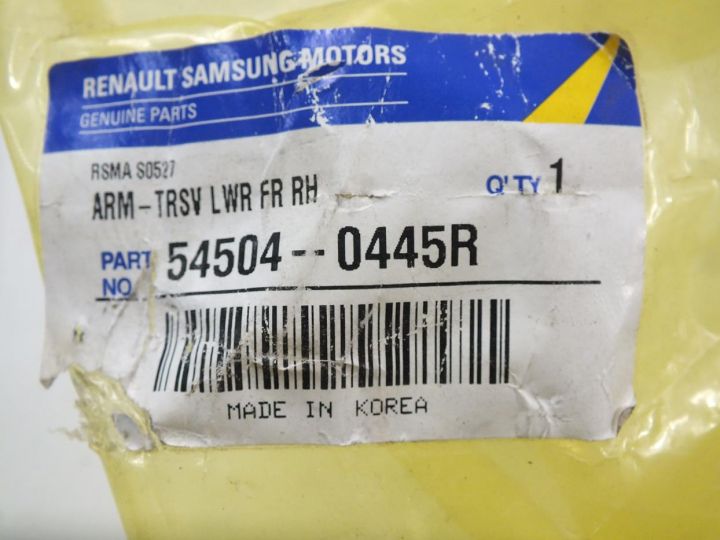 RENAULT SAMSUNG MOTORS
GENUINE PARTS
RSMA S0527
ARM-TRSV LWR FR RH
Q'TY 1
PART NO 54504--0445R
MADE IN KOREA